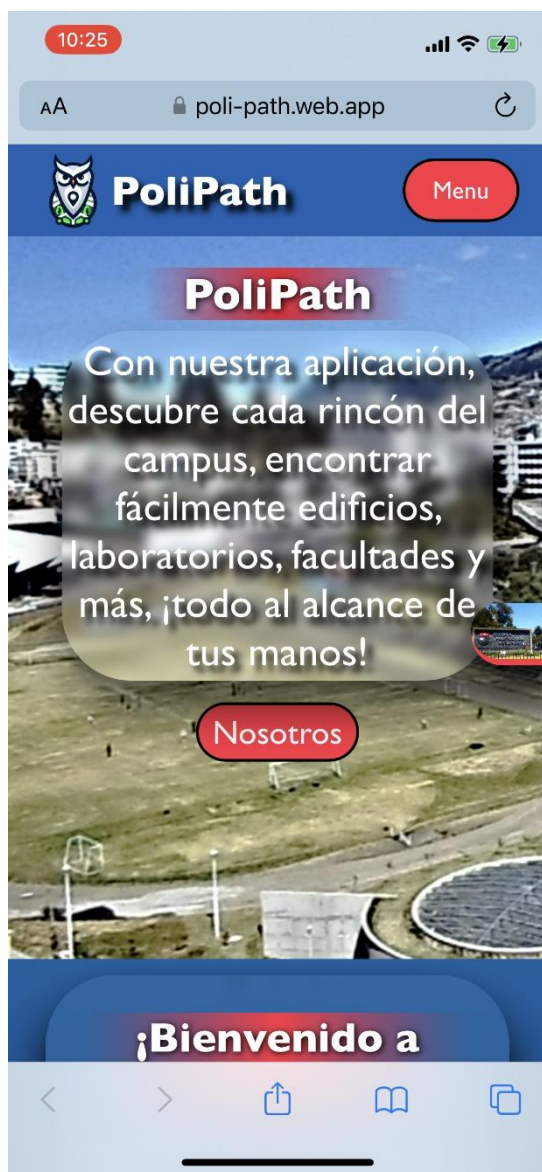 10:25
AA
poli-path.web.app
PoliPath
Menu
PoliPath
Con nuestra aplicación,
descubre cada rincón del
campus, encontrar
fácilmente edificios,
laboratorios, facultades y
más, ¡todo al alcance de
tus manos!
Nosotros
¡Bienvenido a